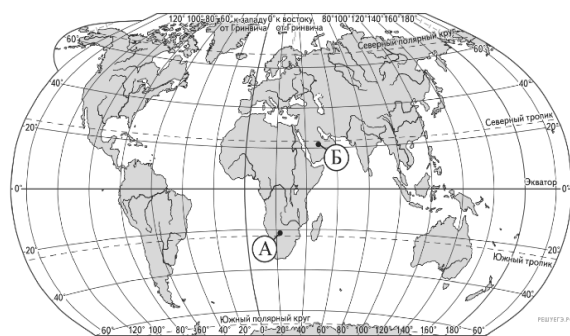 120° 100° 80° 60° к западу 0° к востоку 80° 100° 120° 140° 160° 180°
от Гринвича от Гринвича
Северный полярный круг
60° 60°
40° 40°
20° Северный тропик 20°
Б
0° Экватор 0°
А
20° Южный тропик 20°
40 40°
РЕШУЕГЭ.Р
Южный полярный круг
60° 100° 80° 60° 40° 20° 0° 20° 40° 60° 80° 100° 120° 140° 160° 180° 60°